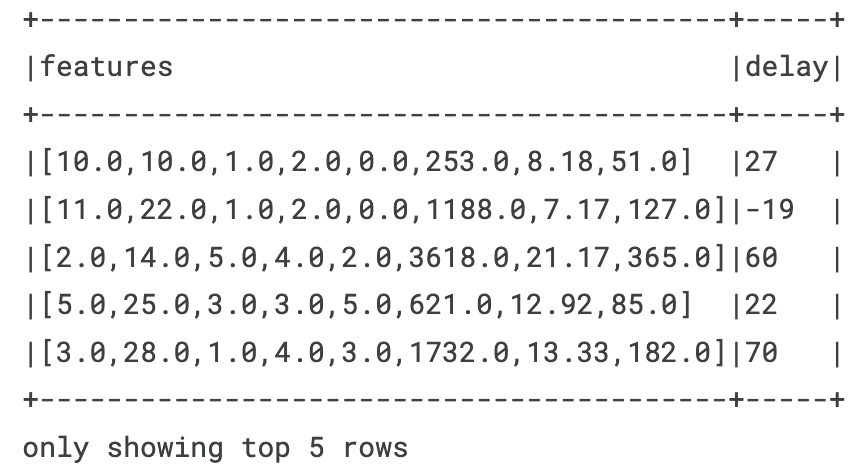 +-----------------------------------------+-----+
|features                                 |delay|
+-----------------------------------------+-----+
|[10.0,10.0,1.0,2.0,0.0,253.0,8.18,51.0]  |27   |
|[11.0,22.0,1.0,2.0,0.0,1188.0,7.17,127.0]|-19  |
|[2.0,14.0,5.0,4.0,2.0,3618.0,21.17,365.0]|60   |
|[5.0,25.0,3.0,3.0,5.0,621.0,12.92,85.0]  |22   |
|[3.0,28.0,1.0,4.0,3.0,1732.0,13.33,182.0]|70   |
+-----------------------------------------+-----+
only showing top 5 rows